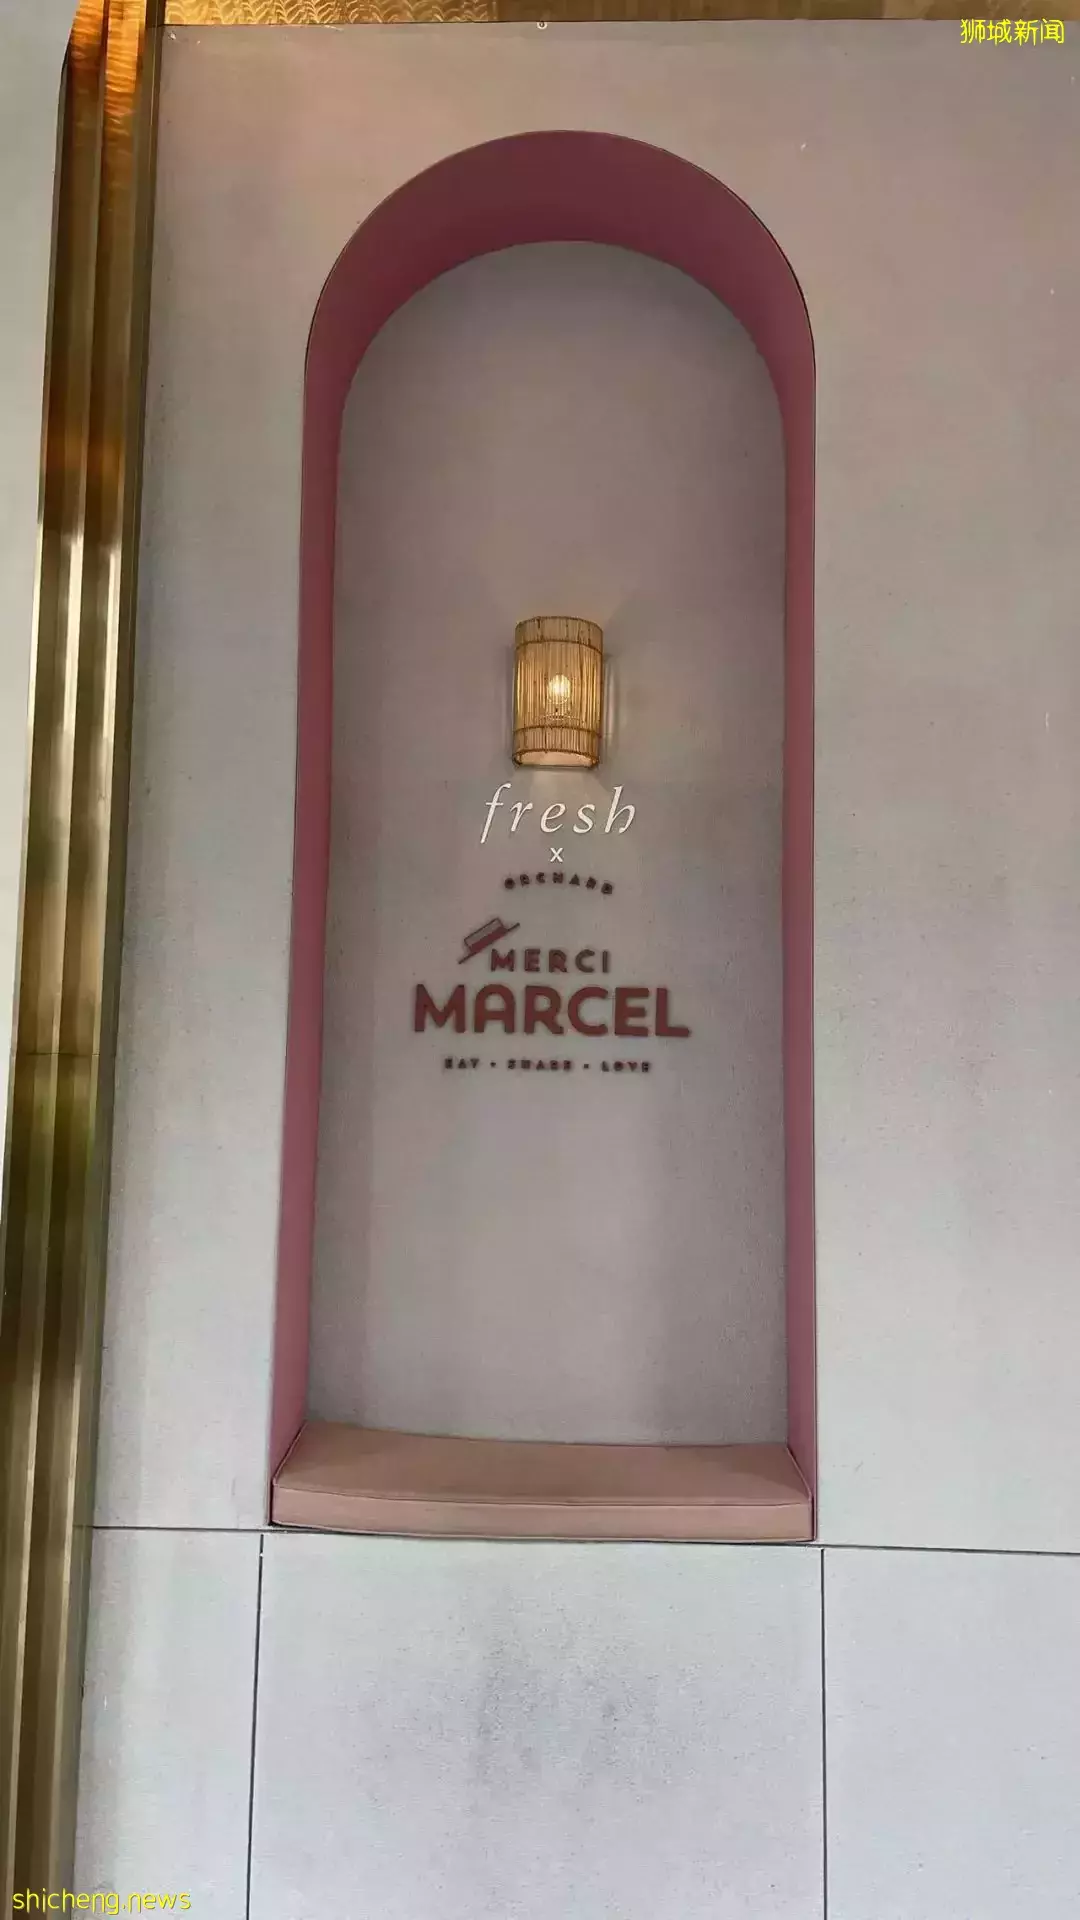 狮城新闻
fresh
x
ORCHARD
MERCI
MARCEL
EAT • SHARE • LOVE
shicheng.news